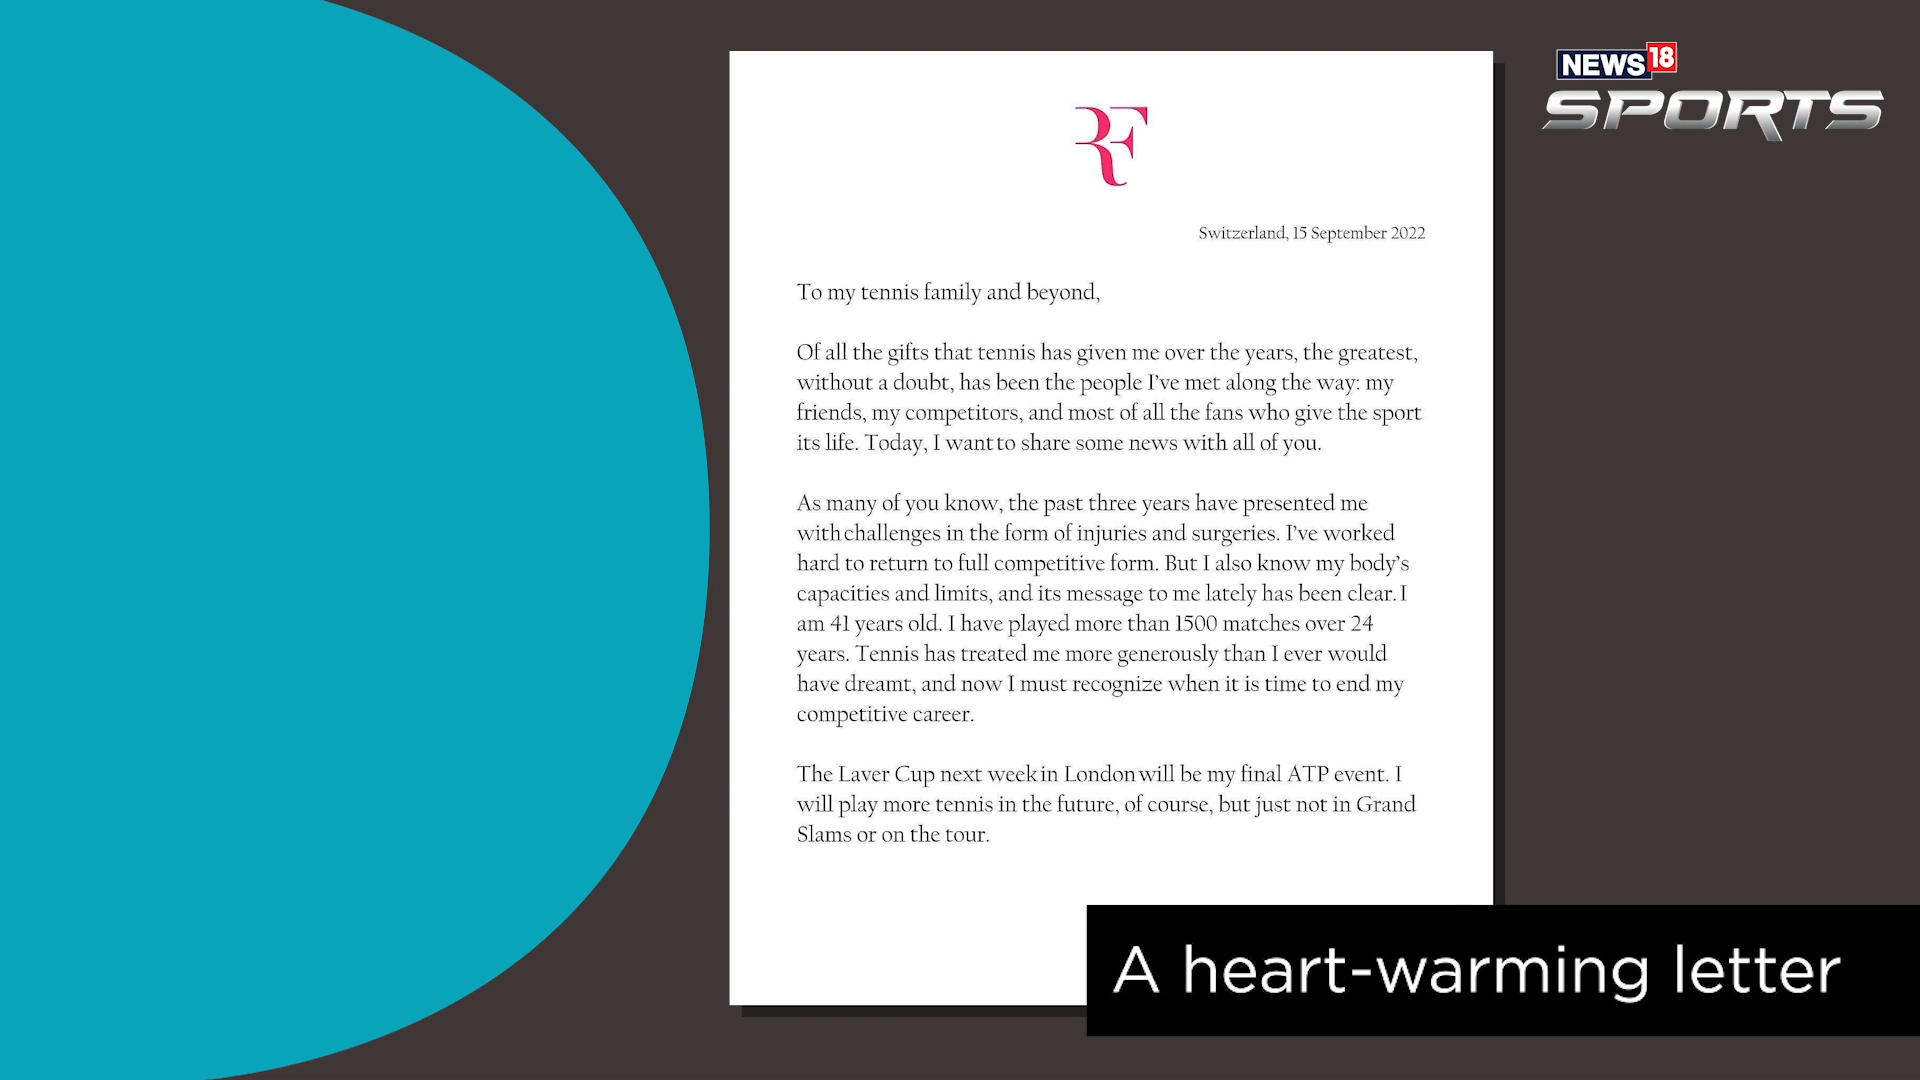 NEWS 18
SPORTS
RF
Switzerland, 15 September 2022
To my tennis family and beyond,
Of all the gifts that tennis has given me over the years, the greatest,
without a doubt, has been the people I’ve met along the way: my
friends, my competitors, and most of all the fans who give the sport
its life. Today, I want to share some news with all of you.
As many of you know, the past three years have presented me
with challenges in the form of injuries and surgeries. I’ve worked
hard to return to full competitive form. But I also know my body’s
capacities and limits, and its message to me lately has been clear. I
am 41 years old. I have played more than 1500 matches over 24
years. Tennis has treated me more generously than I ever would
have dreamt, and now I must recognize when it is time to end my
competitive career.
The Laver Cup next week in London will be my final ATP event. I
will play more tennis in the future, of course, but just not in Grand
Slams or on the tour.
A heart-warming letter